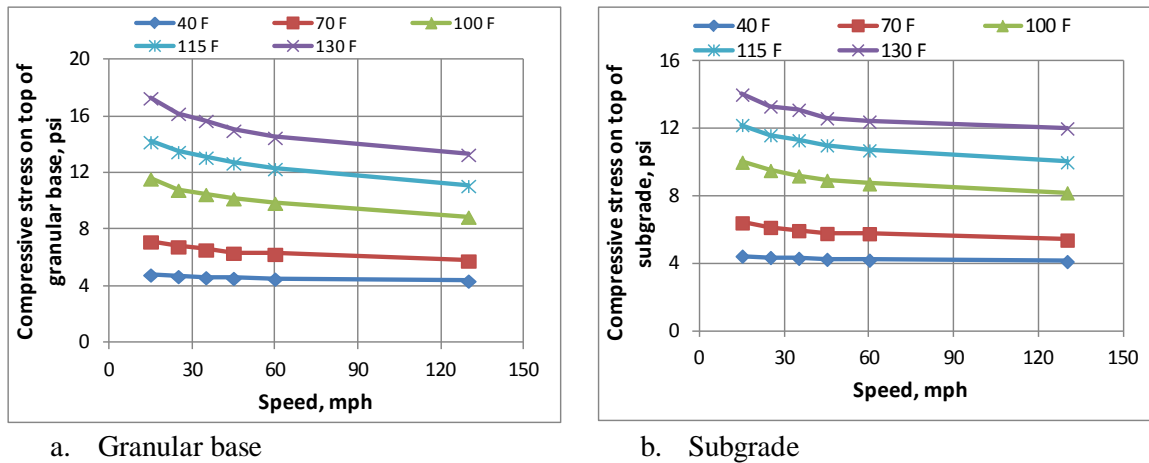 40 F 70 F 100 F
115 F 130 F
20
16
12
8
4
0
Compressive stress on top of
granular base, psi
0 30 60 90 120 150
Speed, mph
a. Granular base
40 F 70 F 100 F
115 F 130 F
16
12
8
4
0
Compressive stress on top of
subgrade, psi
0 30 60 90 120 150
Speed, mph
b. Subgrade